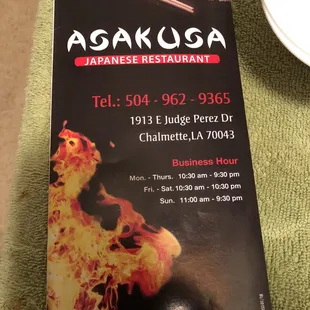 ASAKUSA
JAPANESE RESTAURANT
Tel.: 504 - 962 - 9365
1913 E Judge Perez Dr
Chalmette,LA 70043
Business Hour
Mon. - Thurs. 10:30 am - 9:30 pm
Fri. - Sat. 10:30 am - 10:30 pm
Sun. 11:00 am - 9:30 pm